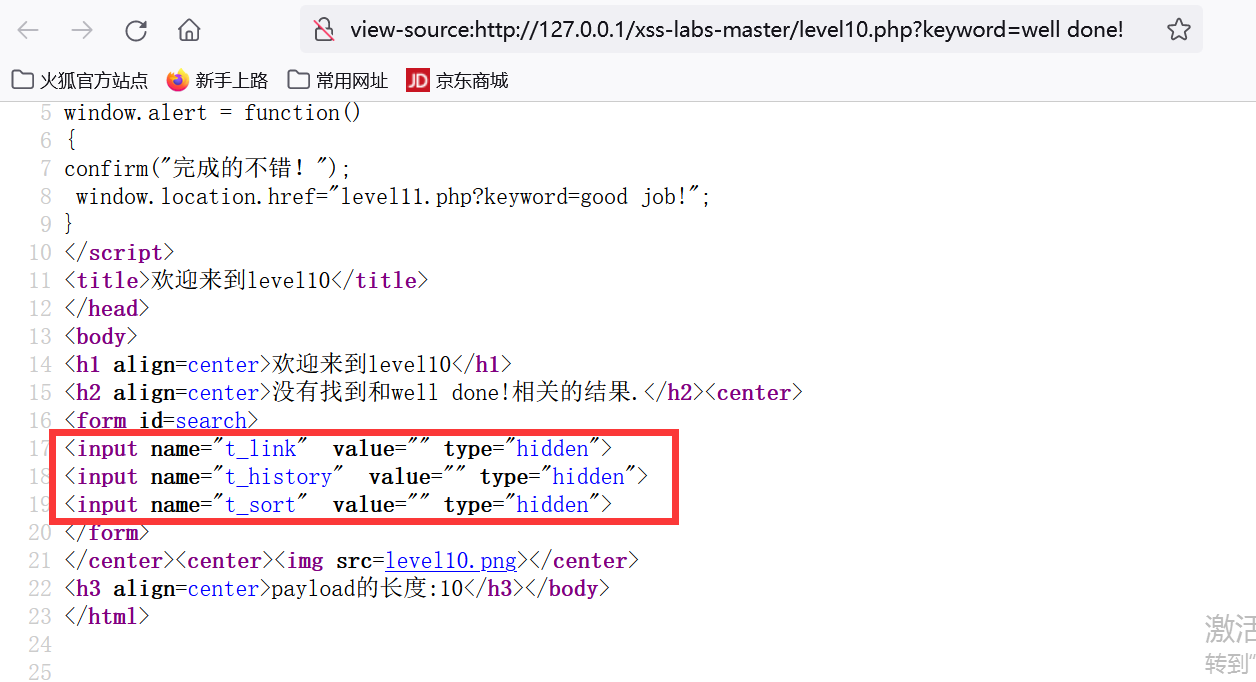 view-source:http://127.0.0.1/xss-labs-master/level10.php?keyword=well done!
火狐官方站点 新手上路 常用网址 JD 京东商城
5 window.alert = function()
6 {
7 confirm("完成的不错！");
8  window.location.href="level11.php?keyword=good job!";
9 }
10 </script>
11 <title>欢迎来到level10</title>
12 </head>
13 <body>
14 <h1 align=center>欢迎来到level10</h1>
15 <h2 align=center>没有找到和well done!相关的结果.</h2><center>
16 <form id=search>
17 <input name="t_link"  value="" type="hidden">
18 <input name="t_history"  value="" type="hidden">
19 <input name="t_sort"  value="" type="hidden">
20 </form>
21 </center><center><img src=level10.png></center>
22 <h3 align=center>payload的长度:10</h3></body>
23 </html>
24
25
激活
转到"